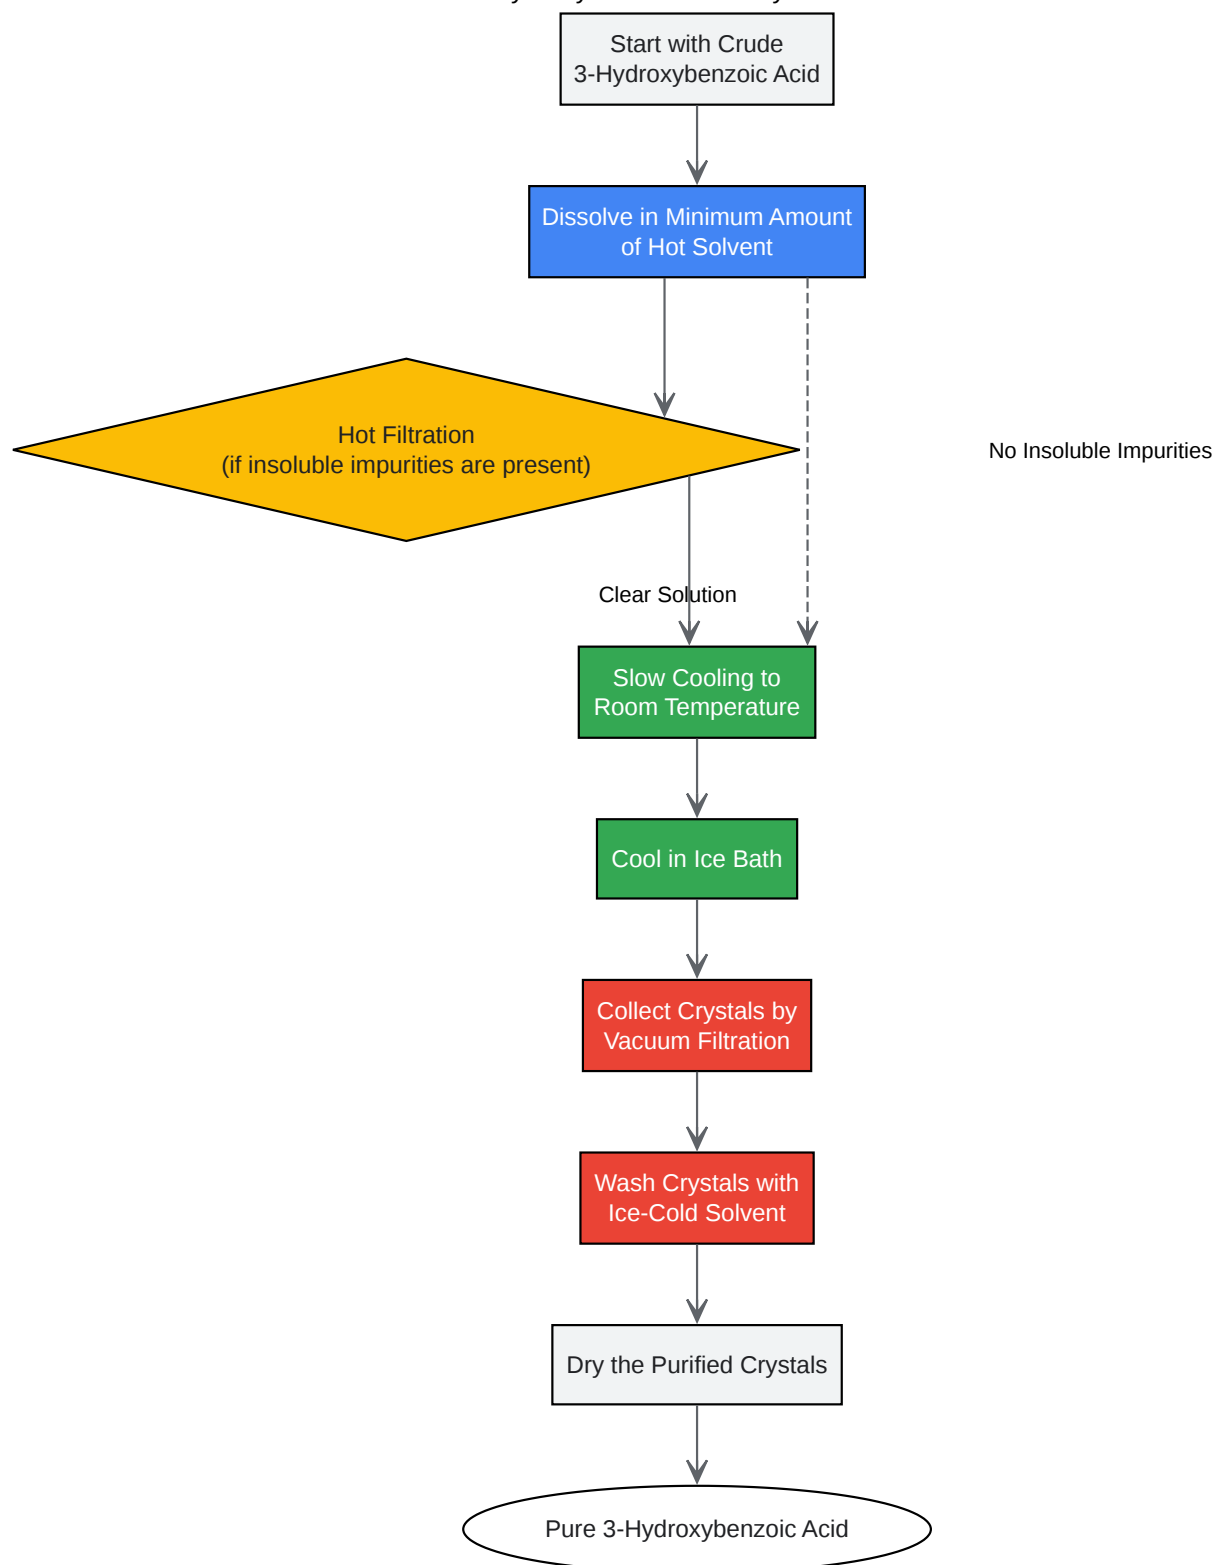 Start with Crude
3-Hydroxybenzoic Acid
Dissolve in Minimum Amount
of Hot Solvent
Hot Filtration
(if insoluble impurities are present)
No Insoluble Impurities
Clear Solution
Slow Cooling to
Room Temperature
Cool in Ice Bath
Collect Crystals by
Vacuum Filtration
Wash Crystals with
Ice-Cold Solvent
Dry the Purified Crystals
Pure 3-Hydroxybenzoic Acid